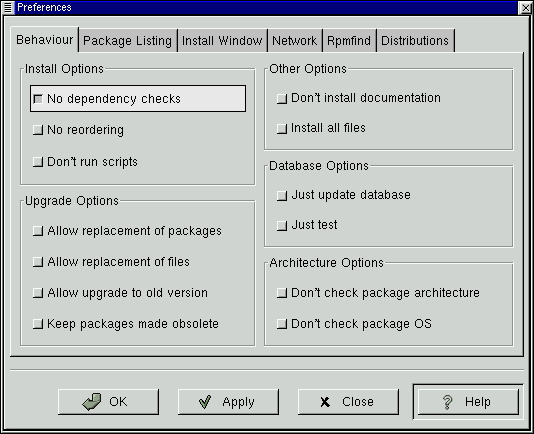 Preferences
Behaviour Package Listing Install Window Network Rpmfind Distributions
Install Options
No dependency checks
No reordering
Don't run scripts
Upgrade Options
Allow replacement of packages
Allow replacement of files
Allow upgrade to old version
Keep packages made obsolete
Other Options
Don't install documentation
Install all files
Database Options
Just update database
Just test
Architecture Options
Don't check package architecture
Don't check package OS
OK Apply Close Help